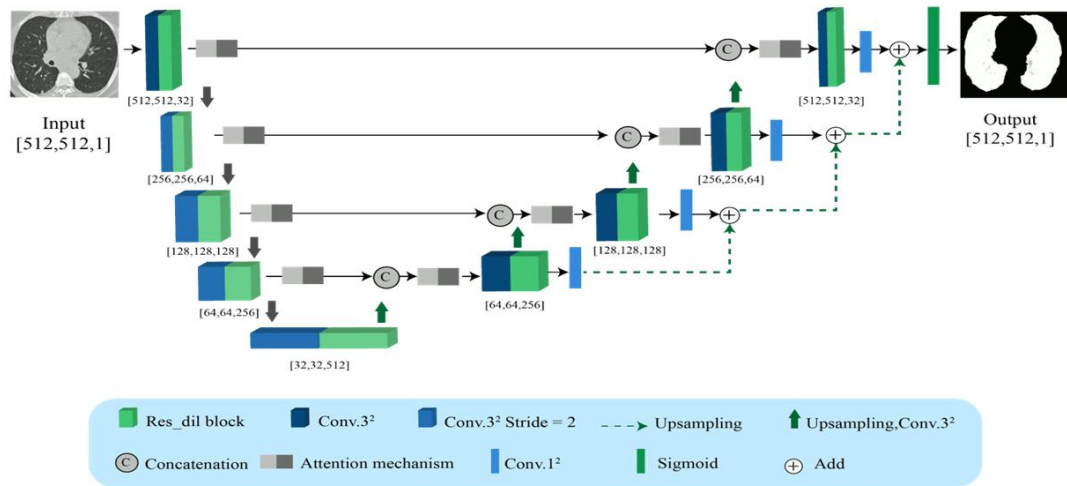 C
[512,512,32]
[512,512,32]
Input
[512,512,1]
Output
[512,512,1]
C
[256,256,64]
[256,256,64]
C
[128,128,128]
[128,128,128]
C
[64,64,256]
[64,64,256]
[32,32,512]
Res_dil block
Conv.3²
Conv.3² Stride = 2
Upsampling
Upsampling,Conv.3²
C Concatenation
Attention mechanism
Conv.1²
Sigmoid
Add